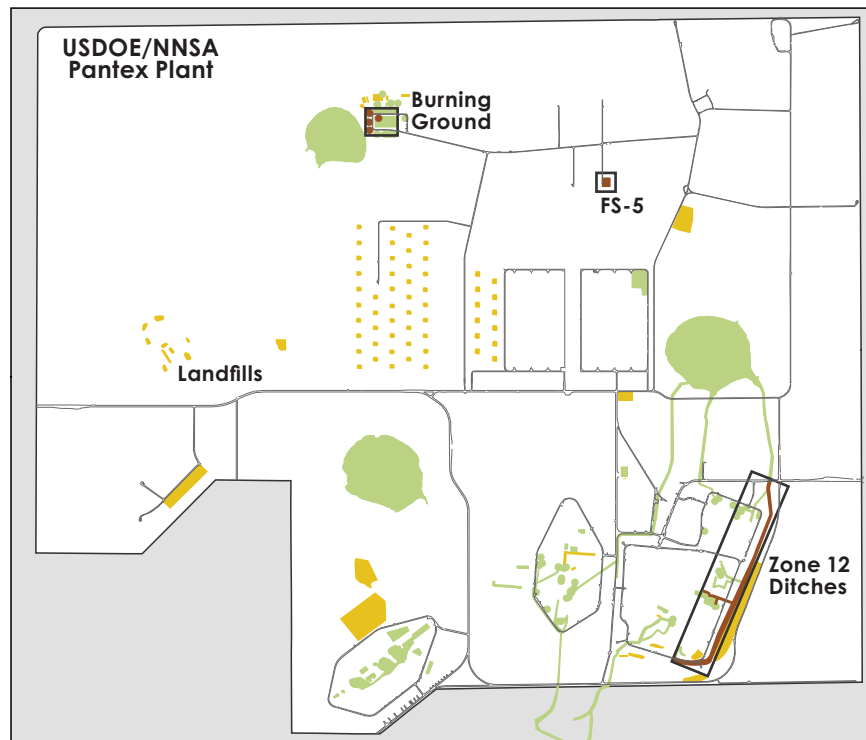 USDOE/NNSA
Pantex Plant
Burning
Ground
FS-5
Landfills
Zone 12
Ditches